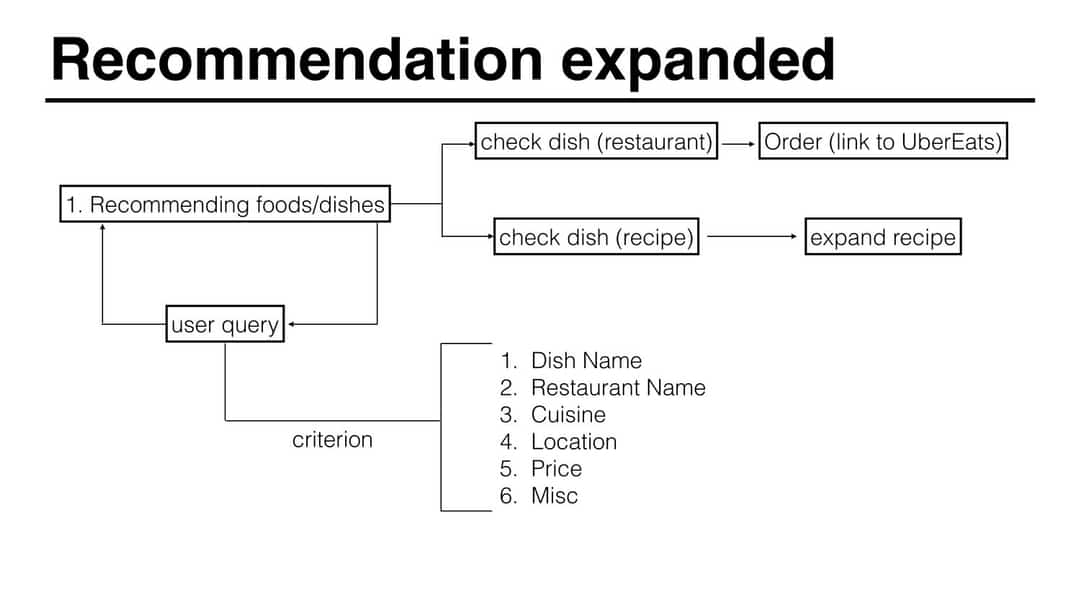 Recommendation expanded
check dish (restaurant)
Order (link to UberEats)
1. Recommending foods/dishes
check dish (recipe)
expand recipe
user query
criterion
1. Dish Name
2. Restaurant Name
3. Cuisine
4. Location
5. Price
6. Misc